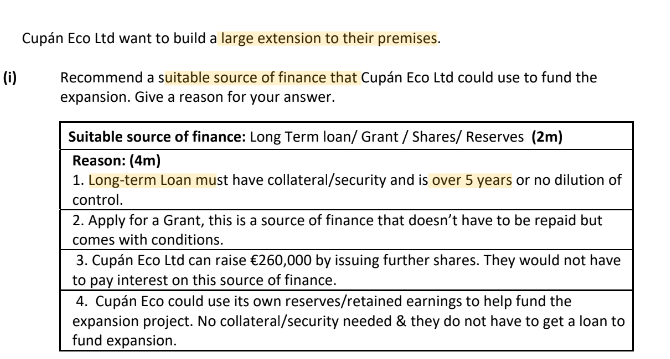 Cupán Eco Ltd want to build a large extension to their premises.
(i) Recommend a suitable source of finance that Cupán Eco Ltd could use to fund the
expansion. Give a reason for your answer.
Suitable source of finance: Long Term loan/ Grant / Shares/ Reserves (2m)
Reason: (4m)
1. Long-term Loan must have collateral/security and is over 5 years or no dilution of
control.
2. Apply for a Grant, this is a source of finance that doesn’t have to be repaid but
comes with conditions.
3. Cupán Eco Ltd can raise €260,000 by issuing further shares. They would not have
to pay interest on this source of finance.
4. Cupán Eco could use its own reserves/retained earnings to help fund the
expansion project. No collateral/security needed & they do not have to get a loan to
fund expansion.